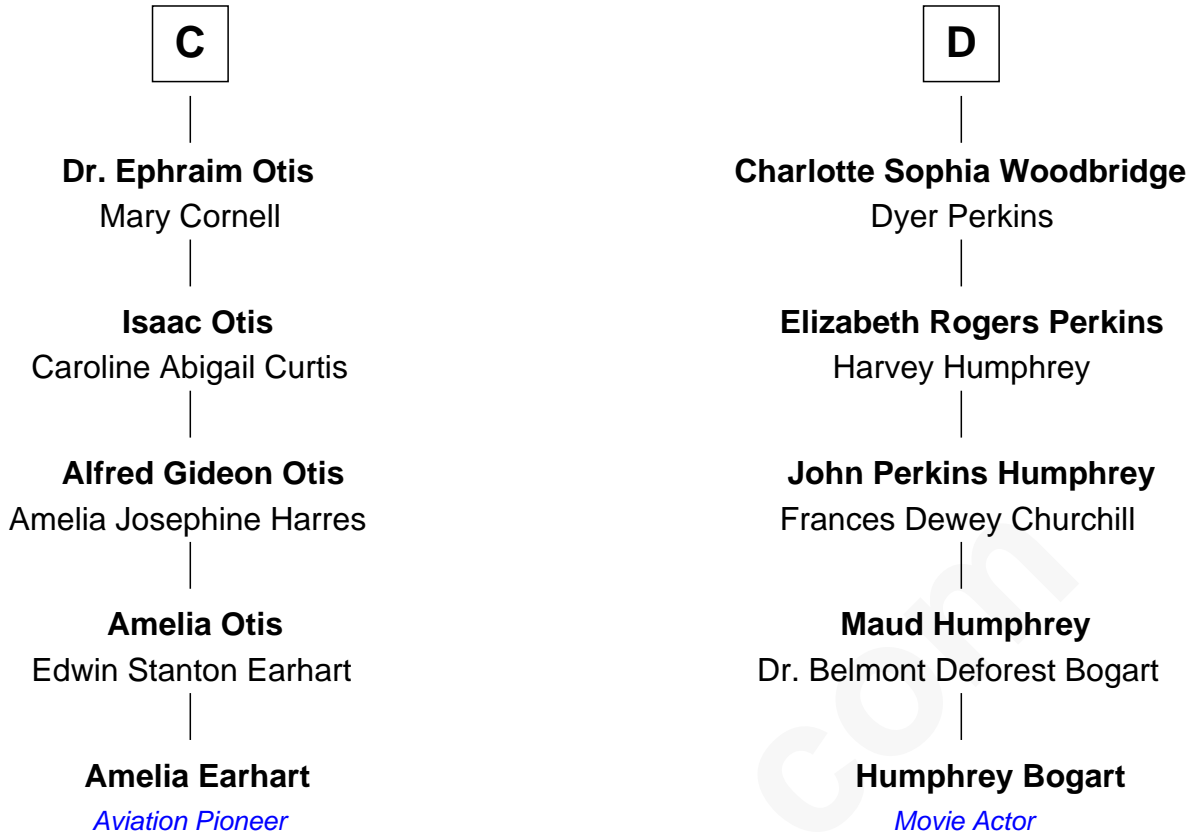 C
Dr. Ephraim Otis
Mary Cornell
Isaac Otis
Caroline Abigail Curtis
Alfred Gideon Otis
Amelia Josephine Harres
Amelia Otis
Edwin Stanton Earhart
Amelia Earhart
Aviation Pioneer
D
Charlotte Sophia Woodbridge
Dyer Perkins
Elizabeth Rogers Perkins
Harvey Humphrey
John Perkins Humphrey
Frances Dewey Churchill
Maud Humphrey
Dr. Belmont Deforest Bogart
Humphrey Bogart
Movie Actor
com